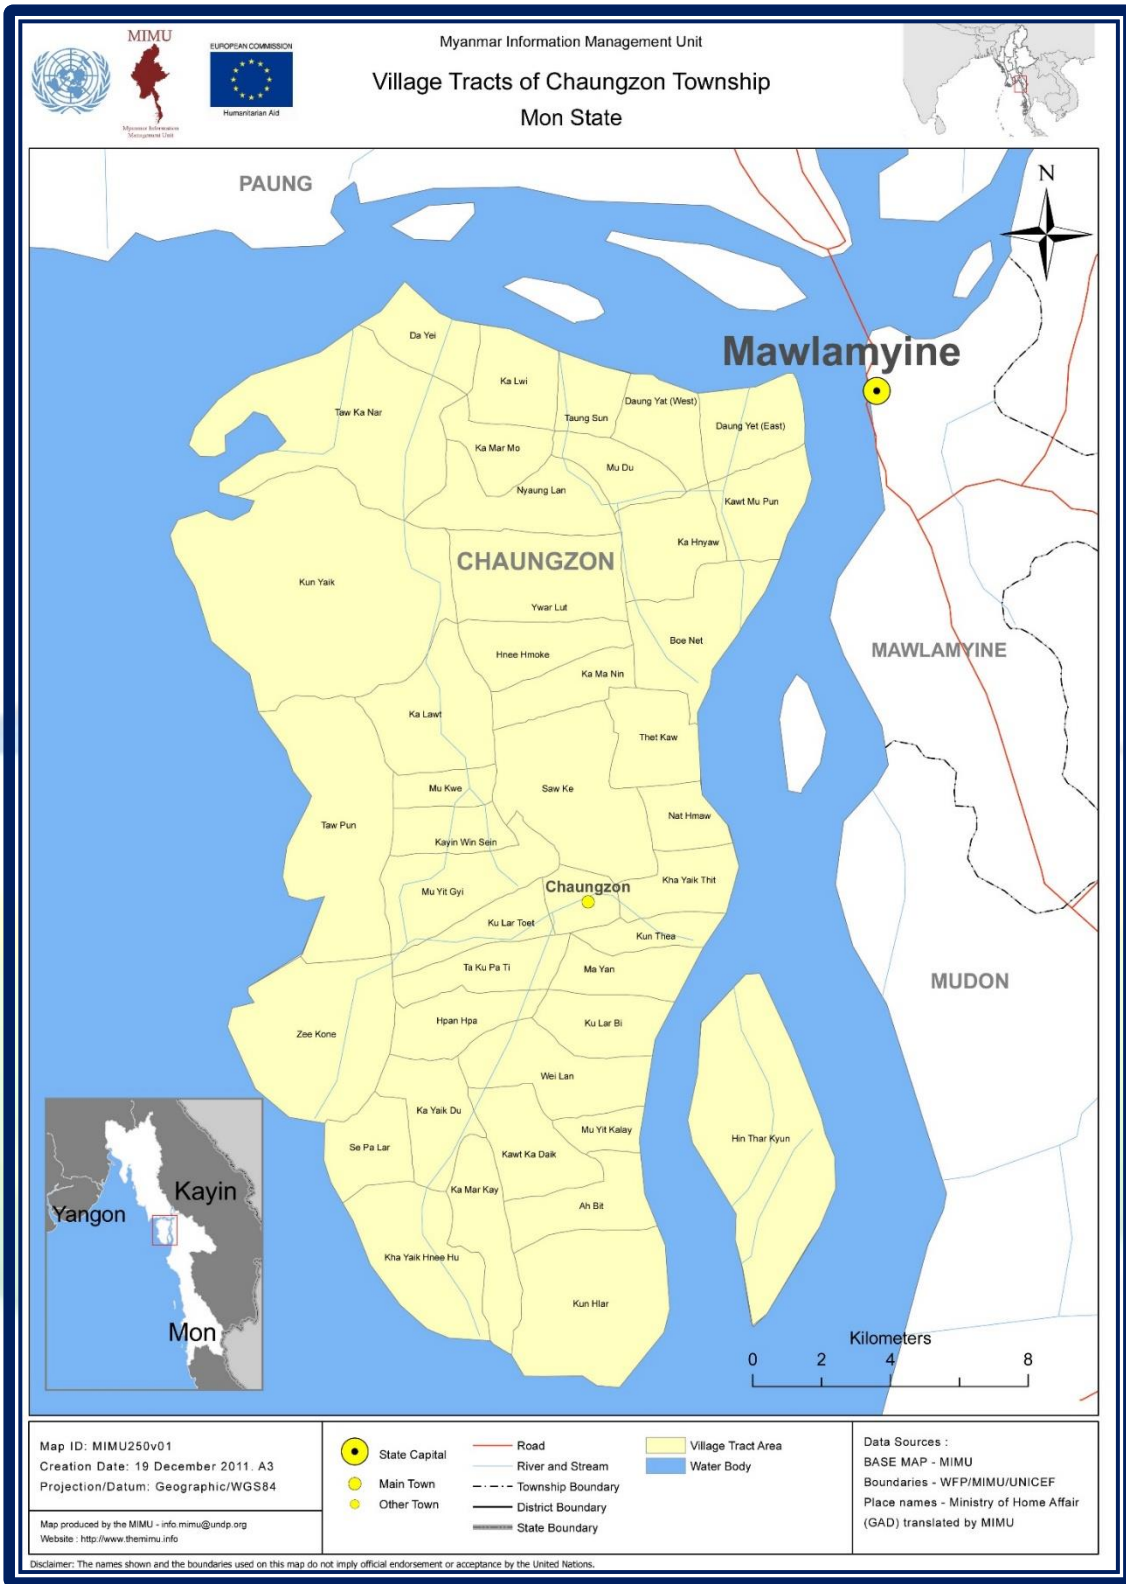 MIMU
Myanmar Information
Management Unit
EUROPEAN COMMISSION
Humanitarian Aid
Myanmar Information Management Unit
Village Tracts of Chaungzon Township
Mon State
PAUNG
N
Da Yei
Mawlamyine
Ka Lwi
Taw Ka Nar
Daung Yat (West)
Taung Sun
Daung Yet (East)
Ka Mar Mo
Mu Du
Nyaung Lan
Kawt Mu Pun
Ka Hnyaw
CHAUNGZON
Kun Yaik
Ywar Lut
Boe Net
MAWLAMYINE
Hnee Hmoke
Ka Ma Nin
Ka Lawt
Thet Kaw
Mu Kwe
Saw Ke
Nat Hmaw
Taw Pun
Kayin Win Sein
Kha Yaik Thit
Chaungzon
Mu Yit Gyi
Ku Lar Toet
Kun Thea
Ta Ku Pa Ti
Ma Yan
MUDON
Hpan Hpa
Ku Lar Bi
Zee Kone
Wei Lan
Ka Yaik Du
Mu Yit Kalay
Hin Thar Kyun
Se Pa Lar
Kawt Ka Daik
Ka Mar Kay
Ah Bit
Kha Yaik Hnee Hu
Kun Hlar
Kayin
Yangon
Mon
Kilometers
0 2 4 8
Map ID: MIMU250v01
Creation Date: 19 December 2011. A3
Projection/Datum: Geographic/WGS84
Map produced by the MIMU - info.mimu@undp.org
Website : http://www.themimu.info
State Capital
Main Town
Other Town
Road
River and Stream
Township Boundary
District Boundary
State Boundary
Village Tract Area
Water Body
Data Sources :
BASE MAP - MIMU
Boundaries - WFP/MIMU/UNICEF
Place names - Ministry of Home Affair
(GAD) translated by MIMU
Disclaimer: The names shown and the boundaries used on this map do not imply official endorsement or acceptance by the United Nations.